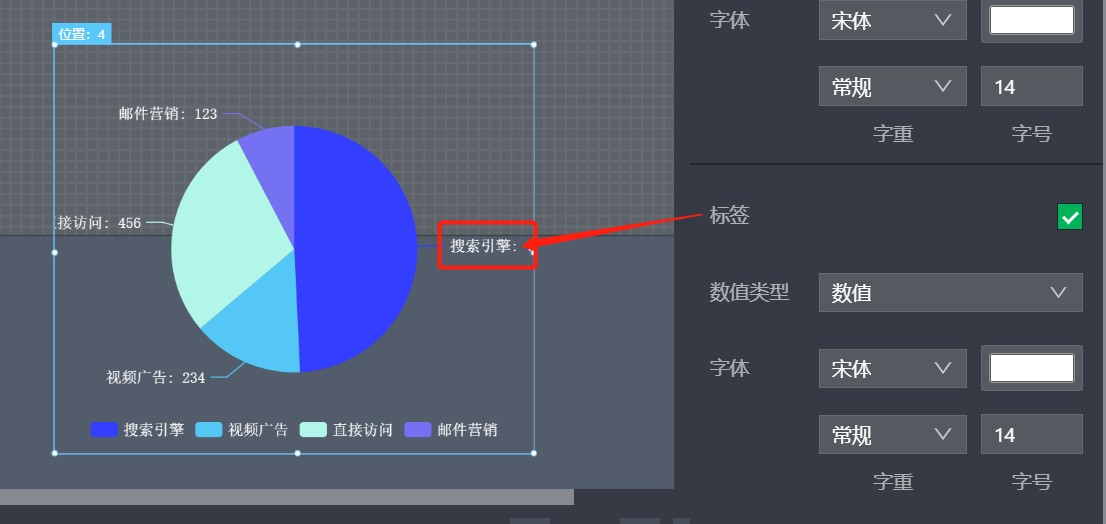 位置：4
邮件营销：123
接访问：456
搜索引擎：
视频广告：234
搜索引擎 视频广告 直接访问 邮件营销
字体 宋体
常规 14
字重 字号
标签
数值类型 数值
字体 宋体
常规 14
字重 字号